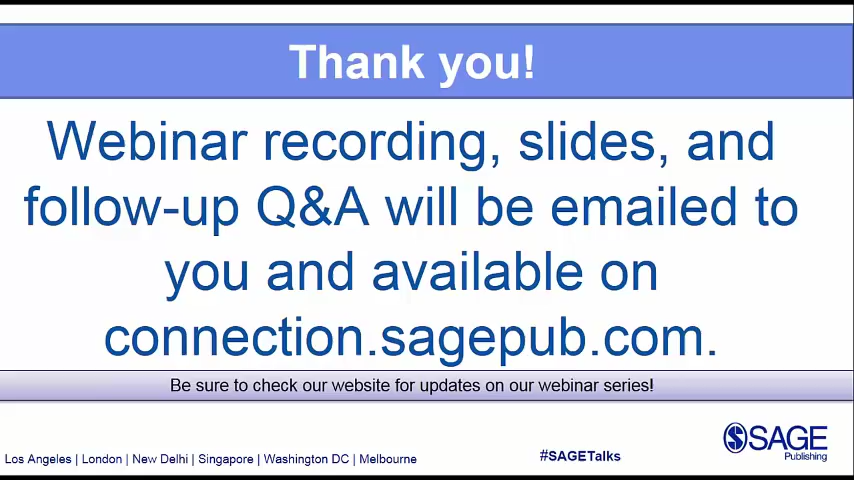 Thank you!
Webinar recording, slides, and
follow-up Q&A will be emailed to
you and available on
connection.sagepub.com.
Be sure to check our website for updates on our webinar series!
SAGE
Publishing
Los Angeles | London | New Delhi | Singapore | Washington DC | Melbourne
#SAGETalks